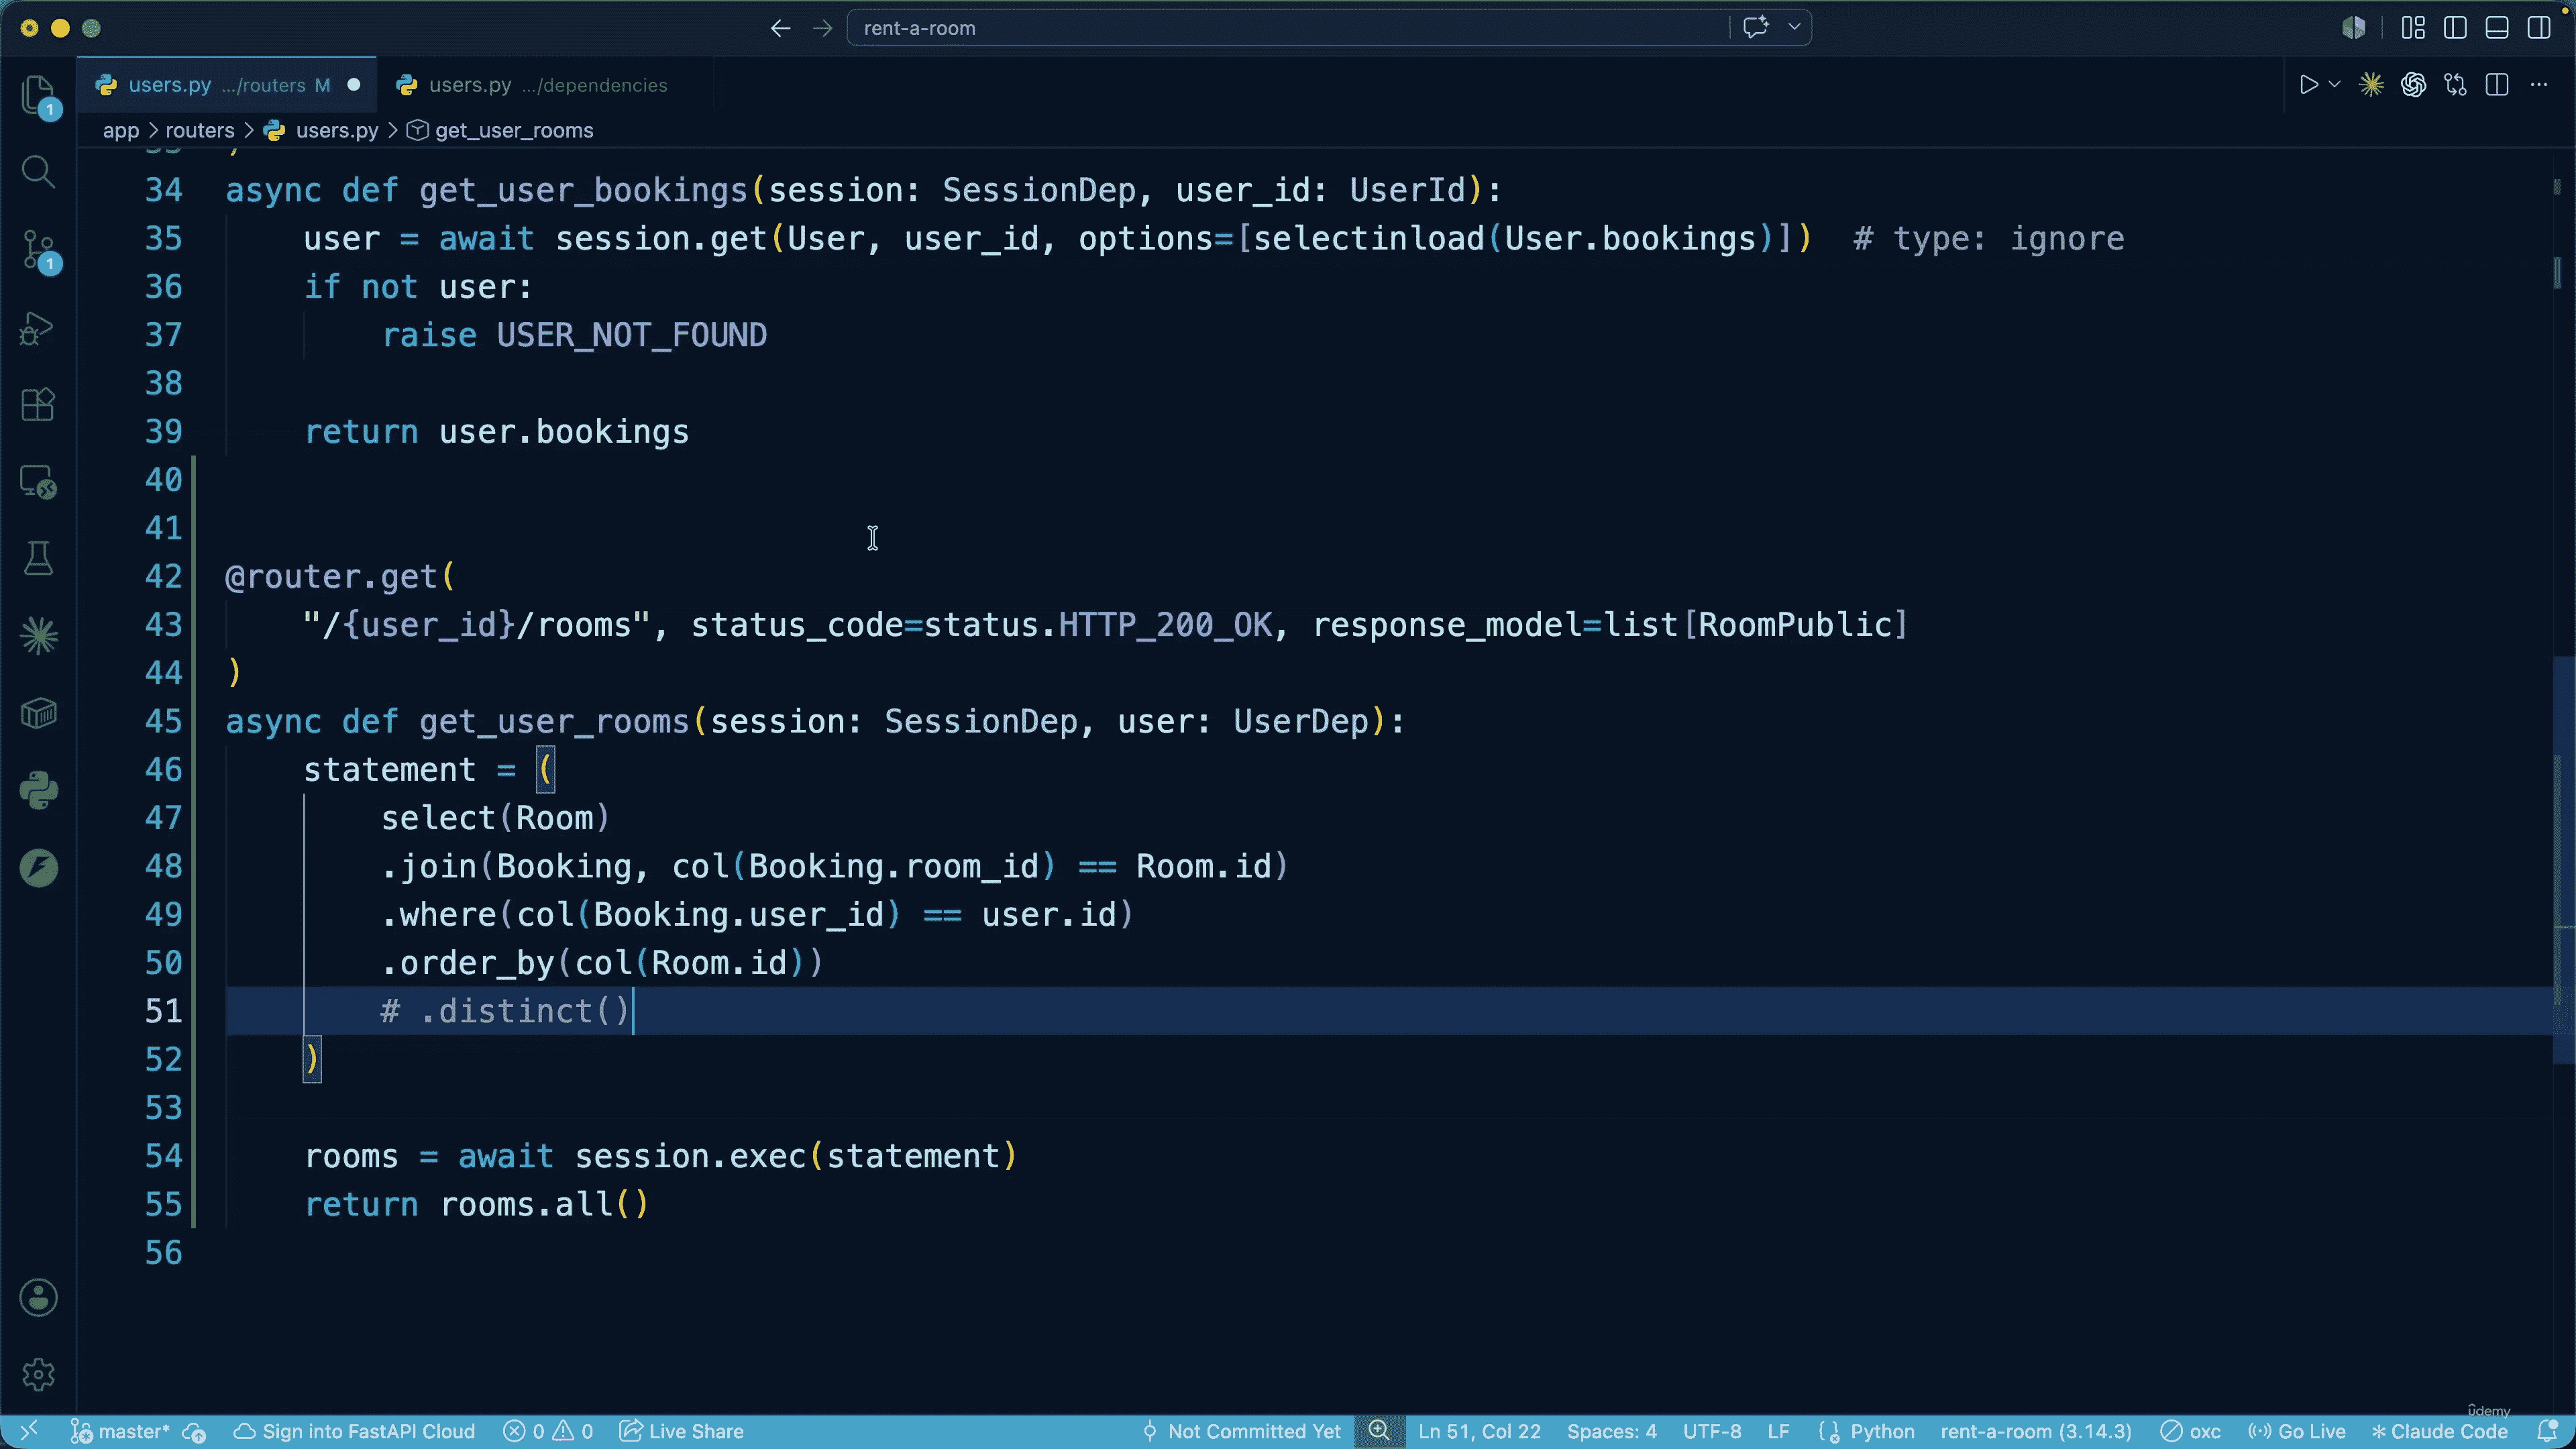 rent-a-room
users.py .../routers M
users.py .../dependencies
app > routers > users.py > get_user_rooms
34 async def get_user_bookings(session: SessionDep, user_id: UserId):
35 user = await session.get(User, user_id, options=[selectinload(User.bookings)]) # type: ignore
36 if not user:
37 raise USER_NOT_FOUND
38
39 return user.bookings
40
41
42 @router.get(
43 "/{user_id}/rooms", status_code=status.HTTP_200_OK, response_model=list[RoomPublic]
44 )
45 async def get_user_rooms(session: SessionDep, user: UserDep):
46 statement = (
47 select(Room)
48 .join(Booking, col(Booking.room_id) == Room.id)
49 .where(col(Booking.user_id) == user.id)
50 .order_by(col(Room.id))
51 # .distinct()
52 )
53
54 rooms = await session.exec(statement)
55 return rooms.all()
56
1
1
ûdemy
master* Sign into FastAPI Cloud 0 0 Live Share Not Committed Yet Ln 51, Col 22 Spaces: 4 UTF-8 LF Python rent-a-room (3.14.3) oxc Go Live Claude Code